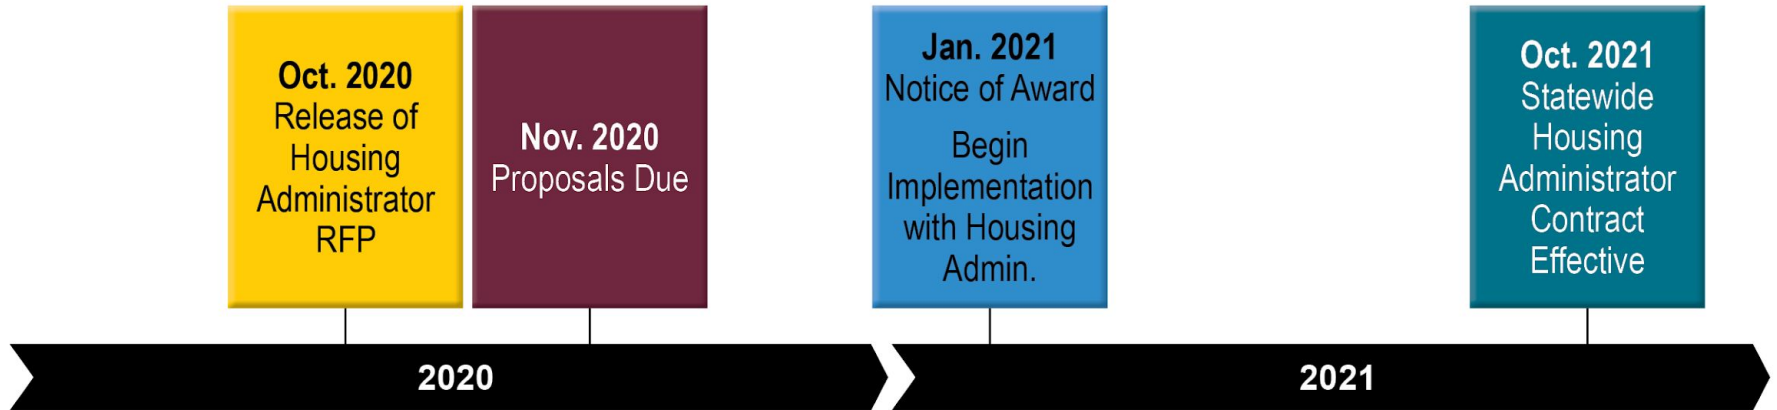 Oct. 2020
Release of
Housing
Administrator
RFP
Nov. 2020
Proposals Due
Jan. 2021
Notice of Award
Begin
Implementation
with Housing
Admin.
Oct. 2021
Statewide
Housing
Administrator
Contract
Effective
2020
2021